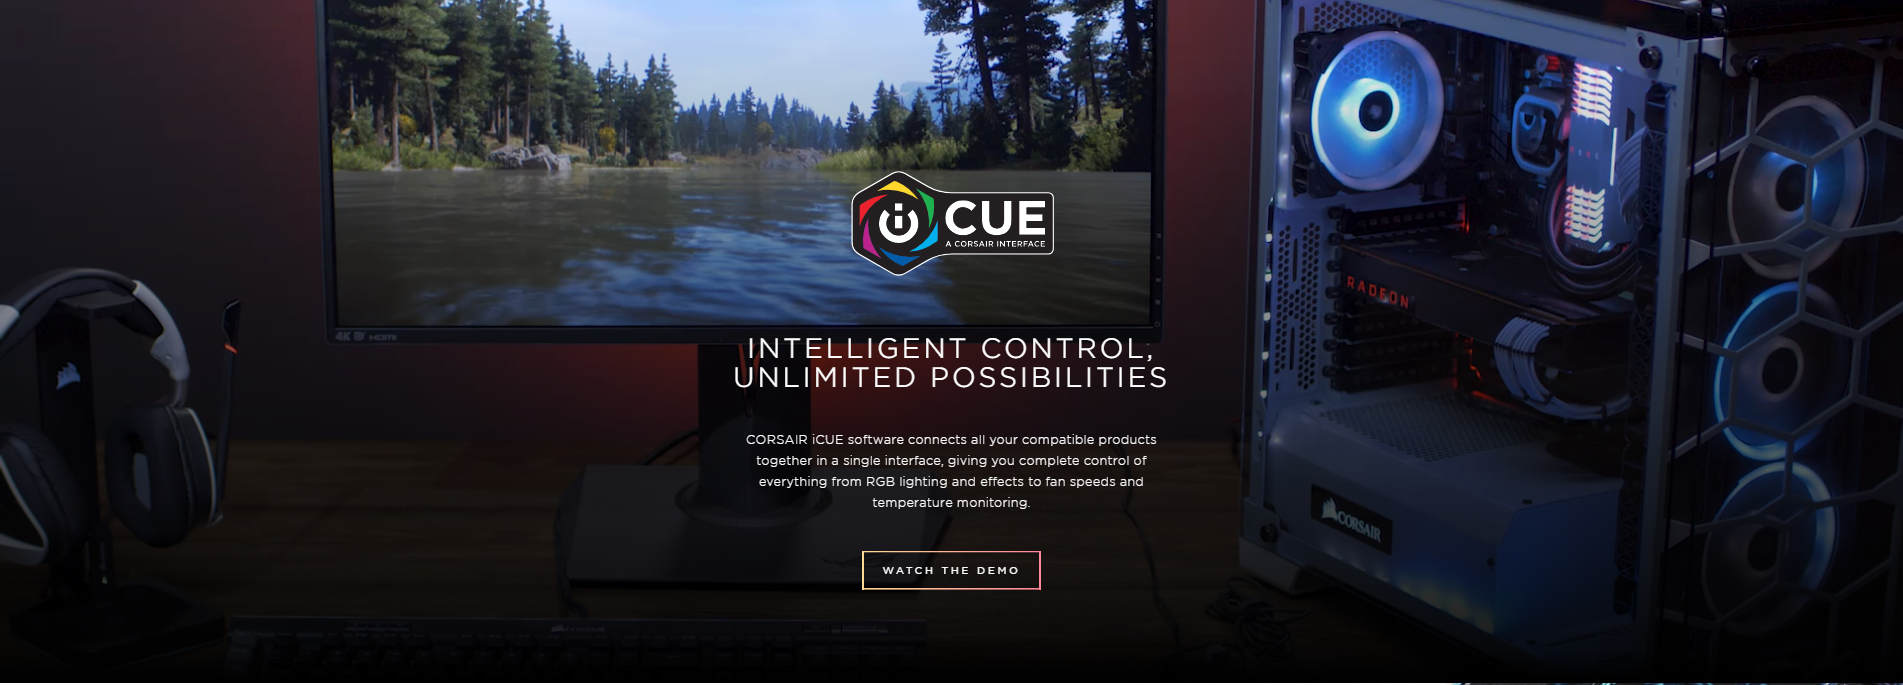 iCUE
A CORSAIR INTERFACE
RADEON
4K HDMI
INTELLIGENT CONTROL,
UNLIMITED POSSIBILITIES
CORSAIR iCUE software connects all your compatible products
together in a single interface, giving you complete control of
everything from RGB lighting and effects to fan speeds and
temperature monitoring.
CORSAIR
WATCH THE DEMO
CORSAIR